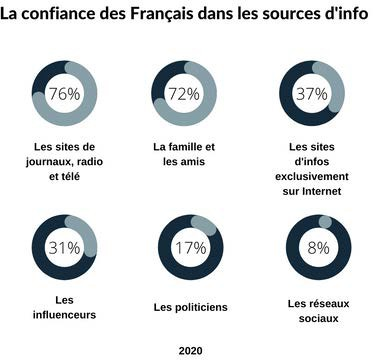 La confiance des Français dans les sources d'info
76%
Les sites de
journaux, radio
et télé
72%
La famille et
les amis
37%
Les sites
d'infos
exclusivement
sur Internet
31%
Les
influenceurs
17%
Les politiciens
8%
Les réseaux
sociaux
2020